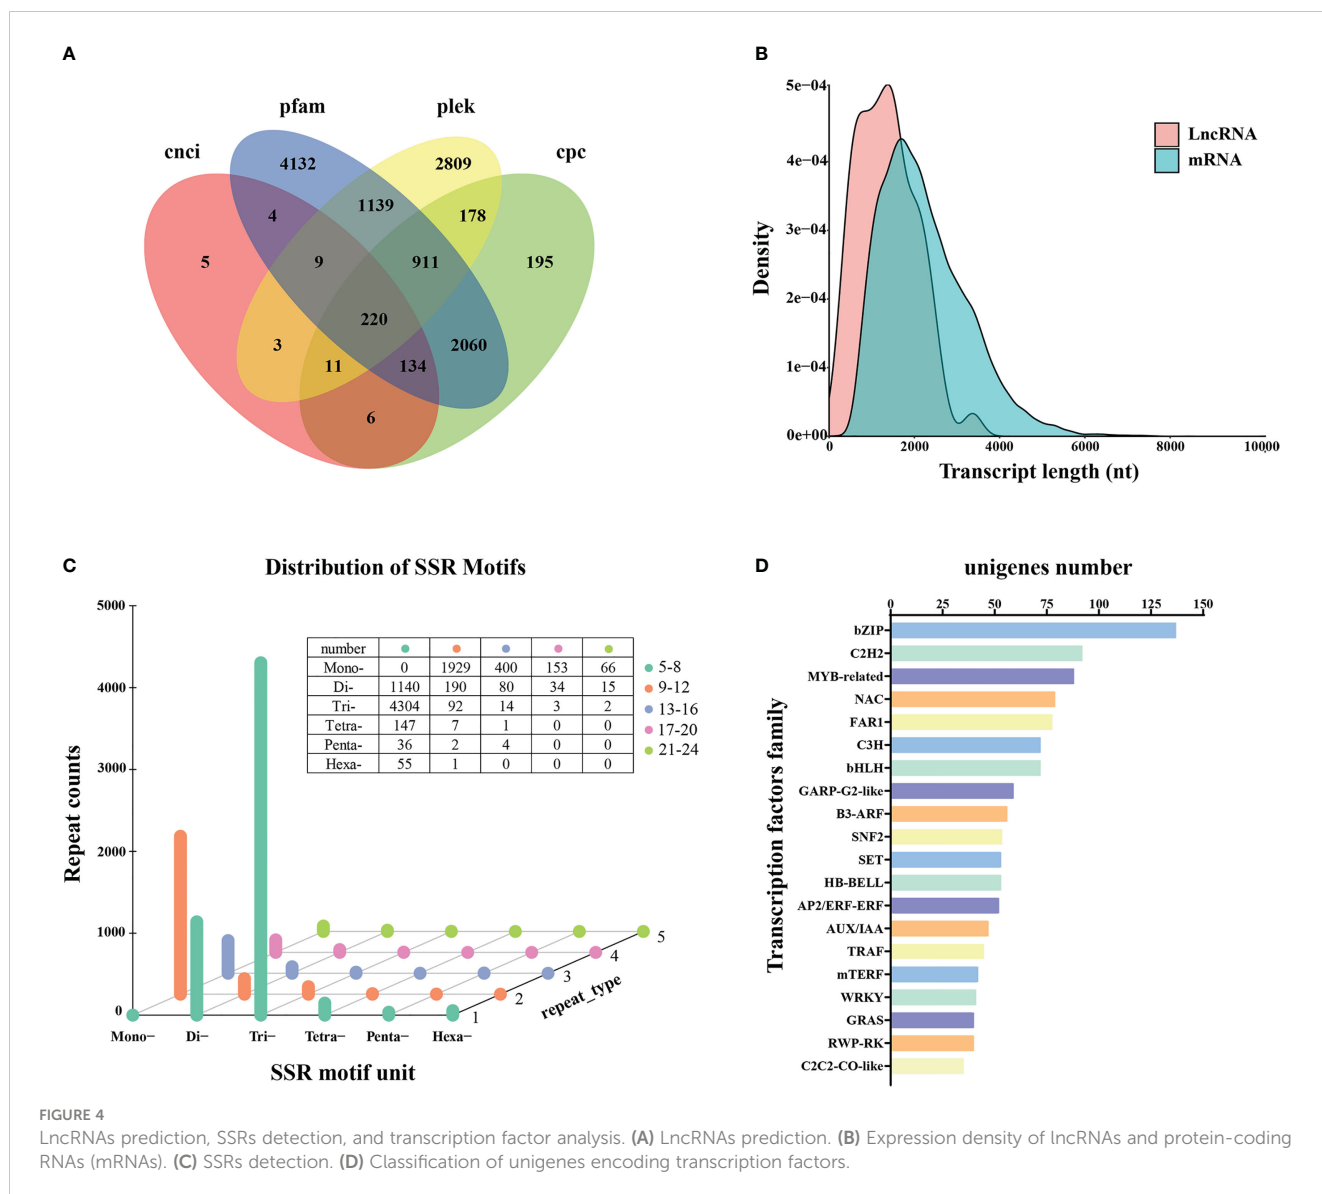 A
cnci
pfam
plek
cpc
4132
2809
4
1139
178
5
9
911
195
220
3
11
134
2060
6
B
5e−04
4e−04
3e−04
2e−04
1e−04
0e+00
Density
0
2000
4000
6000
8000
10000
Transcript length (nt)
LncRNA
mRNA
C
Distribution of SSR Motifs
5000
4000
3000
2000
1000
0
Repeat counts
number
Mono- 0 1929 400 153 66
Di- 1140 190 80 34 15
Tri- 4304 92 14 3 2
Tetra- 147 7 1 0 0
Penta- 36 2 4 0 0
Hexa- 55 1 0 0 0
5-8
9-12
13-16
17-20
21-24
5
4
3
2
1
repeat_type
Mono− Di− Tri− Tetra− Penta− Hexa−
SSR motif unit
D
unigenes number
0 25 50 75 100 125 150
Transcription factors family
bZIP
C2H2
MYB-related
NAC
FAR1
C3H
bHLH
GARP-G2-like
B3-ARF
SNF2
SET
HB-BELL
AP2/ERF-ERF
AUX/IAA
TRAF
mTERF
WRKY
GRAS
RWP-RK
C2C2-CO-like
FIGURE 4
LncRNAs prediction, SSRs detection, and transcription factor analysis. (A) LncRNAs prediction. (B) Expression density of lncRNAs and protein-coding
RNAs (mRNAs). (C) SSRs detection. (D) Classification of unigenes encoding transcription factors.